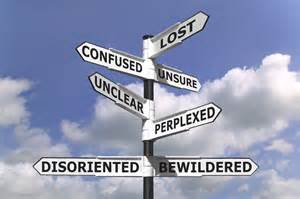 LOST
CONFUSED
UNSURE
UNCLEAR
PERPLEXED
DISORIENTED
BEWILDERED